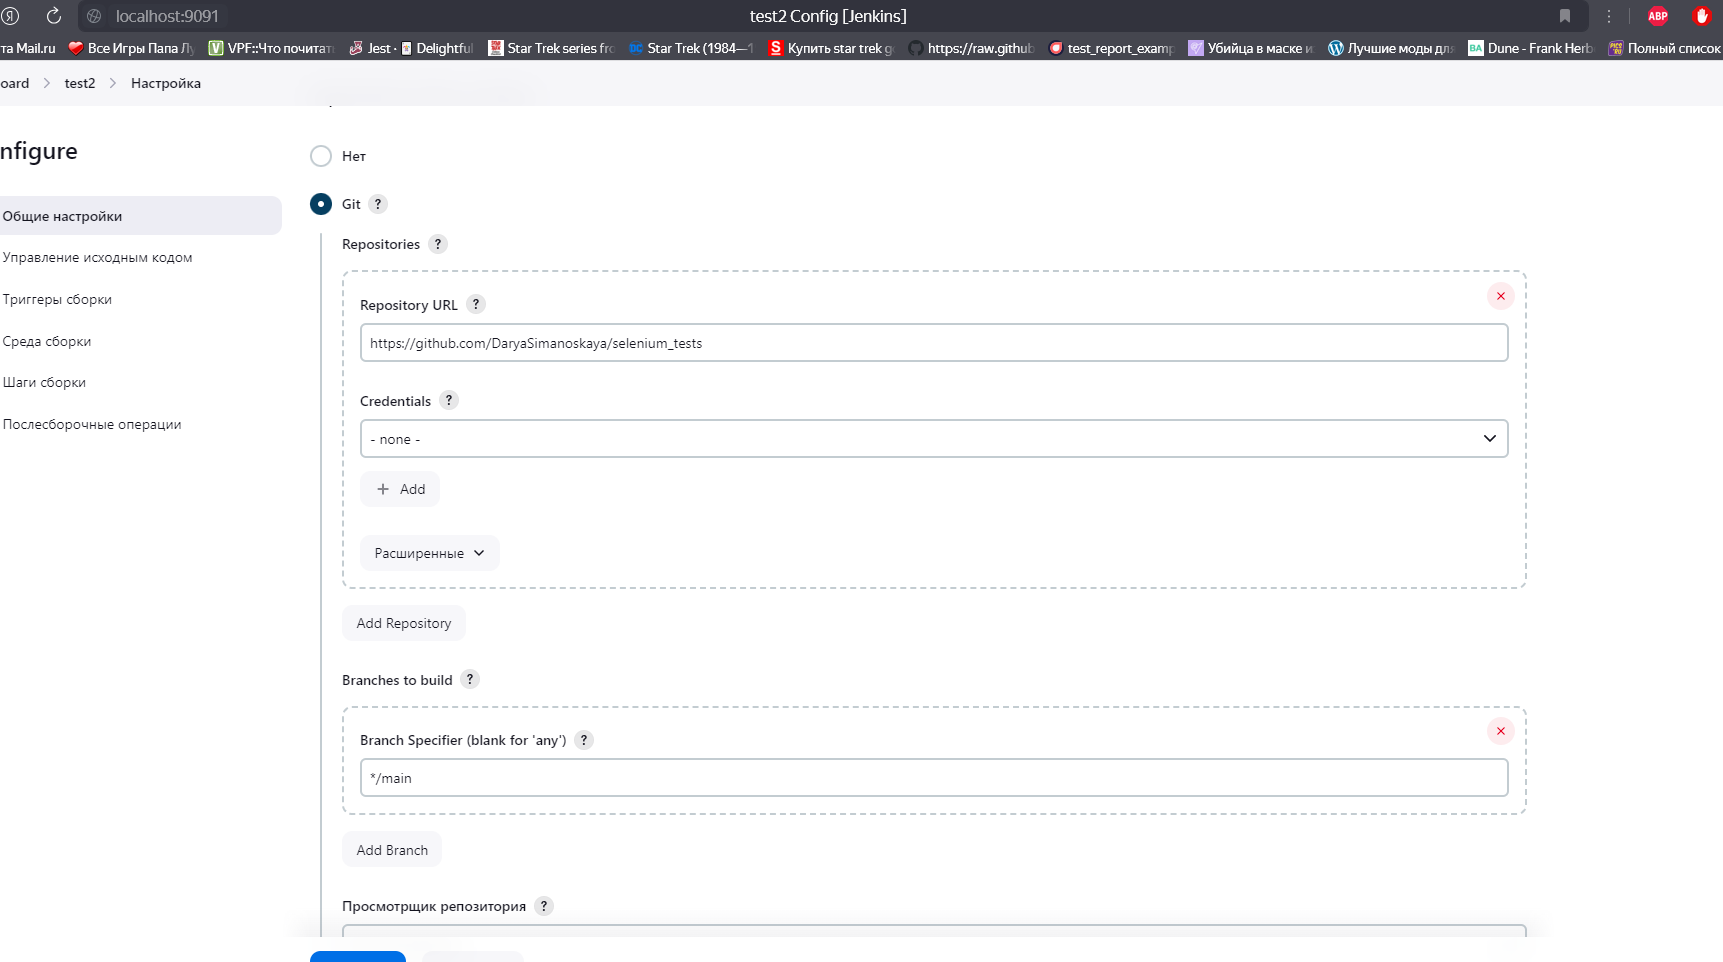 localhost:9091
test2 Config [Jenkins]
ABP
та Mail.ru
Все Игры Папа Лу
VPF::Что почитат
Jest ·
Delightful
Star Trek series fro
Star Trek (1984—1
Купить star trek
https://raw.github
test_report_examp
Убийца в маске и
Лучшие моды для
Dune - Frank Herb
Полный список
oard
test2
Настройка
nfigure
Общие настройки
Управление исходным кодом
Триггеры сборки
Среда сборки
Шаги сборки
Послесборочные операции
Нет
Git ?
Repositories ?
Repository URL ?
https://github.com/DaryaSimanoskaya/selenium_tests
Credentials ?
- none -
+ Add
Расширенные
Add Repository
Branches to build ?
Branch Specifier (blank for 'any') ?
*/main
Add Branch
Просмотрщик репозитория ?